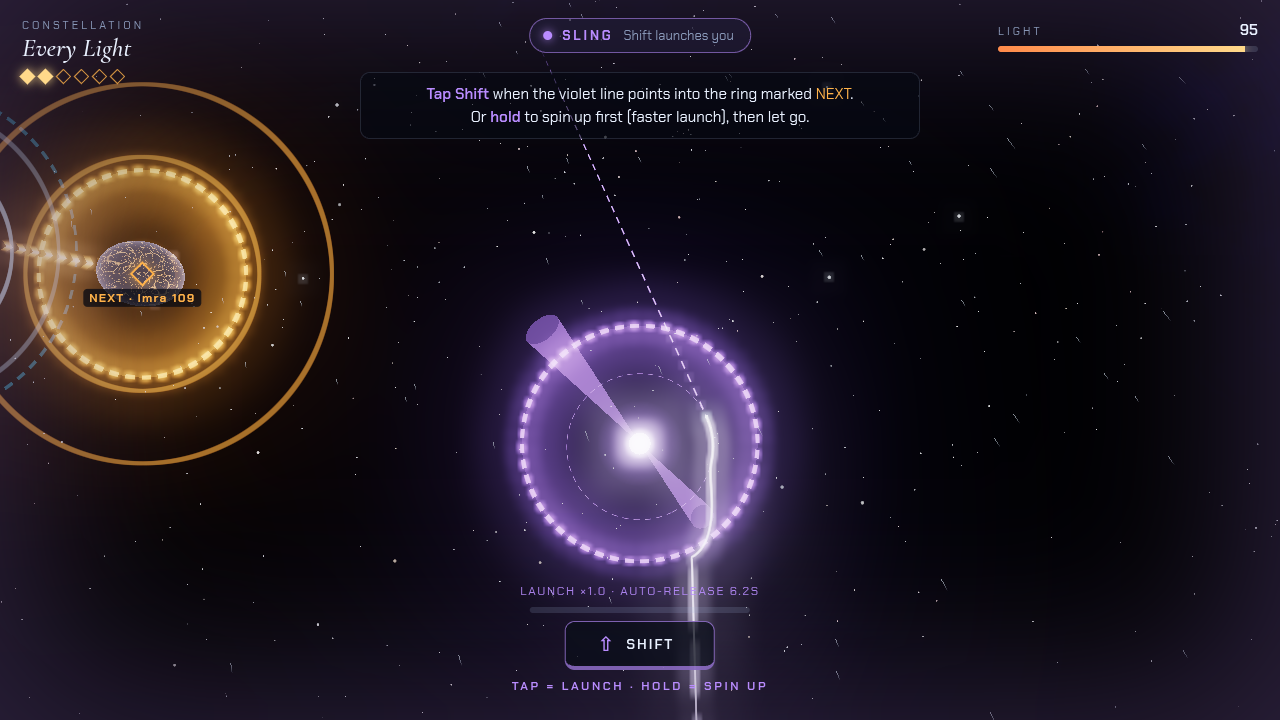 CONSTELLATION
Every Light
SLING Shift launches you
LIGHT 95
Tap Shift when the violet line points into the ring marked NEXT.
Or hold to spin up first (faster launch), then let go.
NEXT · Imra 109
LAUNCH ×1.0 · AUTO-RELEASE 6.2S
⇧ SHIFT
TAP = LAUNCH · HOLD = SPIN UP